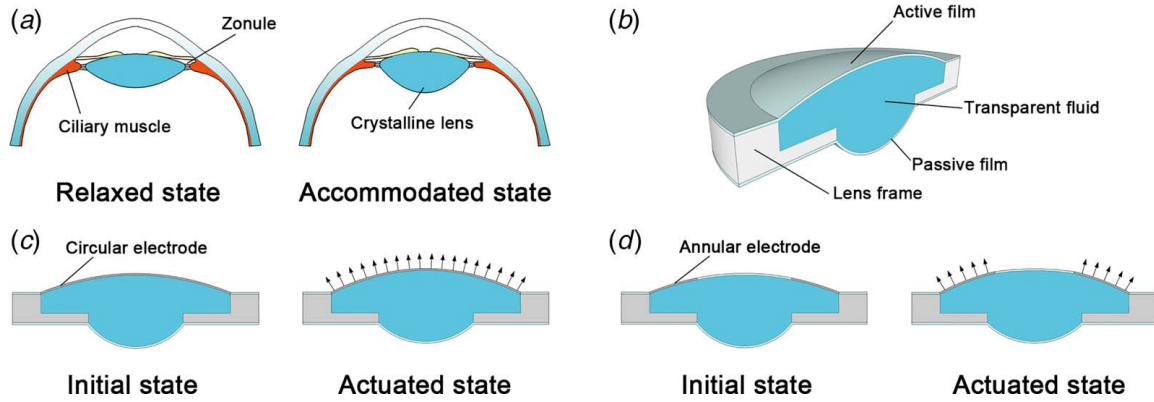 (a)
Zonule
Ciliary muscle
Crystalline lens
Relaxed state
Accommodated state
(b)
Active film
Transparent fluid
Passive film
Lens frame
(c)
Circular electrode
Initial state
Actuated state
(d)
Annular electrode
Initial state
Actuated state